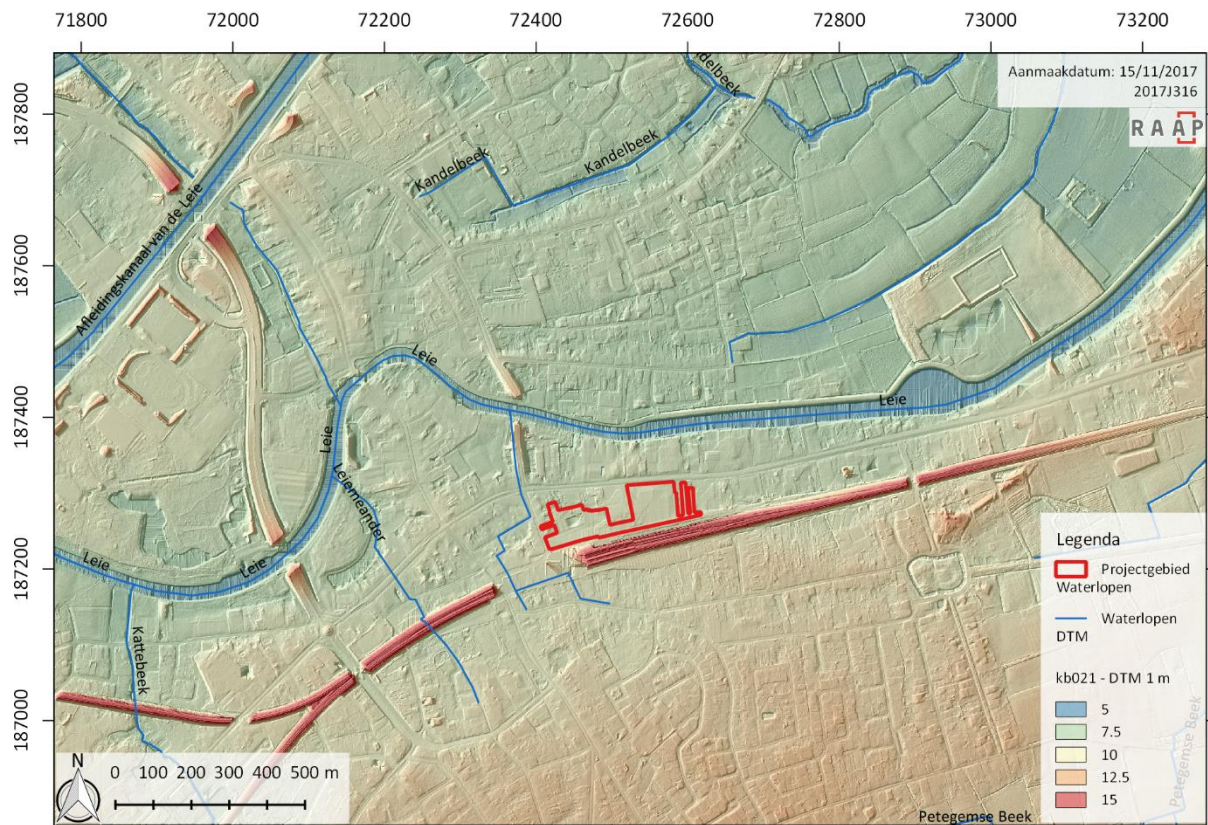 71800 72000 72200 72400 72600 72800 73000 73200
Aanmaakdatum: 15/11/2017
2017J316
RAAP
187800
187600
187400
187200
187000
Kandelbeek
Kandelbeek
Afleidingskanaal van de Leie
Leie
Leie
Leie
Leiemeander
Leie
Leie
Kattebeek
Legenda
Projectgebied
Waterlopen
Waterlopen
DTM
kb021 - DTM 1 m
5
7.5
10
12.5
15
Petegemse Beek
Petegemse Beek
N
0 100 200 300 400 500 m